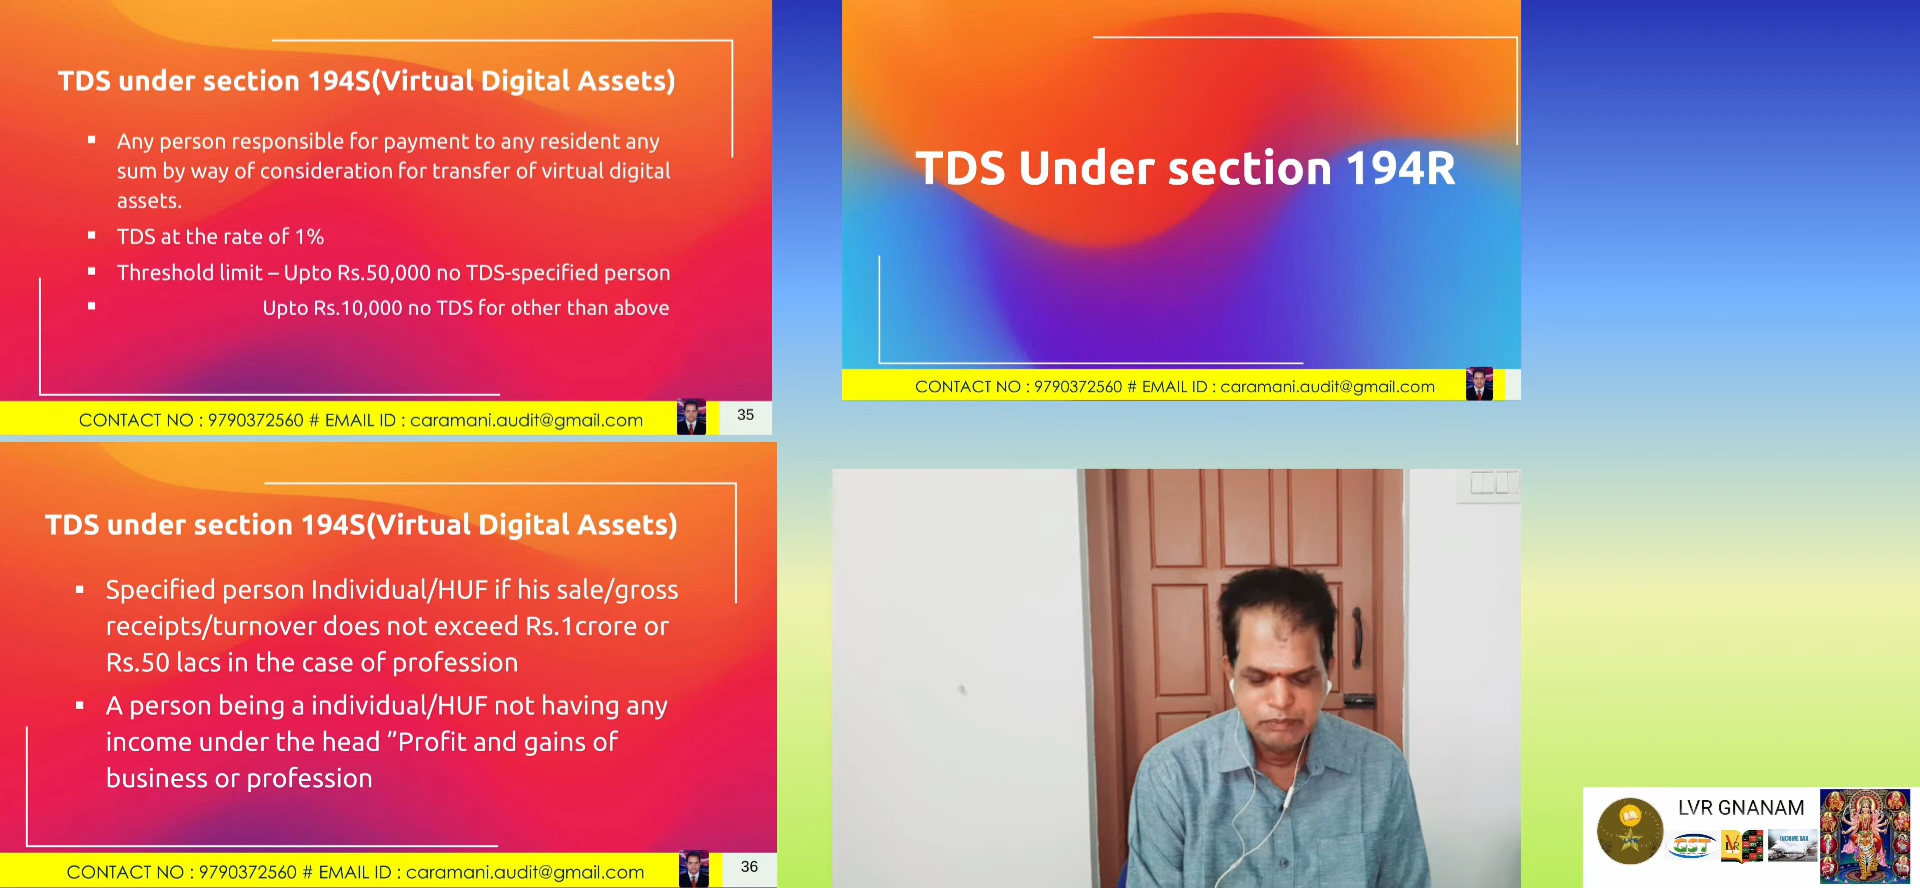 TDS under section 194S(Virtual Digital Assets)
▪ Any person responsible for payment to any resident any
sum by way of consideration for transfer of virtual digital
assets.
▪ TDS at the rate of 1%
▪ Threshold limit – Upto Rs.50,000 no TDS-specified person
▪ Upto Rs.10,000 no TDS for other than above
CONTACT NO : 9790372560 # EMAIL ID : caramani.audit@gmail.com
35
TDS Under section 194R
CONTACT NO : 9790372560 # EMAIL ID : caramani.audit@gmail.com
TDS under section 194S(Virtual Digital Assets)
▪ Specified person Individual/HUF if his sale/gross
receipts/turnover does not exceed Rs.1crore or
Rs.50 lacs in the case of profession
▪ A person being a individual/HUF not having any
income under the head ”Profit and gains of
business or profession
CONTACT NO : 9790372560 # EMAIL ID : caramani.audit@gmail.com
36
LVR GNANAM
GST
INCOME TAX